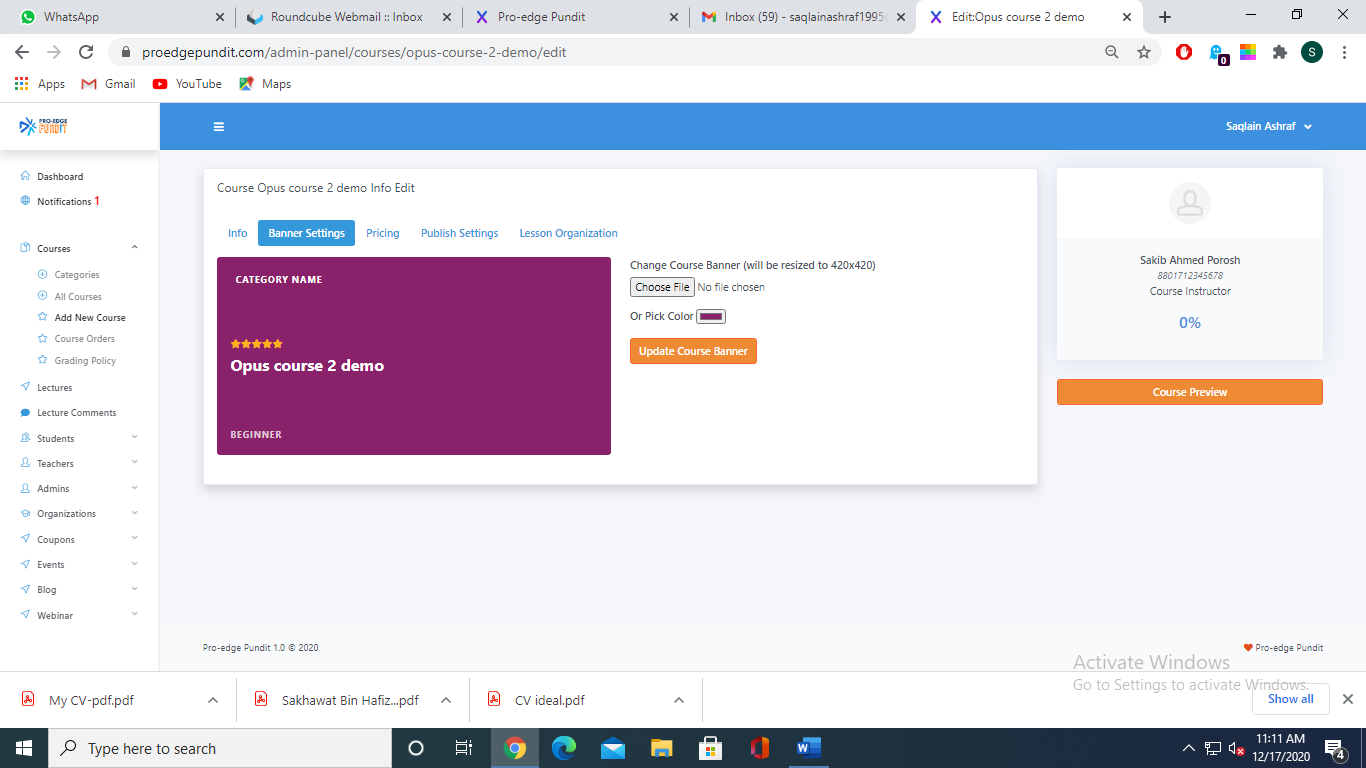 WhatsApp
Roundcube Webmail :: Inbox
Pro-edge Pundit
Inbox (59) - saqlainashraf1995
Edit:Opus course 2 demo
proedgepundit.com/admin-panel/courses/opus-course-2-demo/edit
0
S
Apps
Gmail
YouTube
Maps
PRO-EDGE
PUNDIT
Saqlain Ashraf
Dashboard
Notifications 1
Courses
Categories
All Courses
Add New Course
Course Orders
Grading Policy
Lectures
Lecture Comments
Students
Teachers
Admins
Organizations
Coupons
Events
Blog
Webinar
Course Opus course 2 demo Info Edit
Info
Banner Settings
Pricing
Publish Settings
Lesson Organization
CATEGORY NAME
Opus course 2 demo
BEGINNER
Change Course Banner (will be resized to 420x420)
Choose File No file chosen
Or Pick Color
Update Course Banner
Sakib Ahmed Porosh
8801712345678
Course Instructor
0%
Course Preview
Pro-edge Pundit 1.0 © 2020
Pro-edge Pundit
Activate Windows
Go to Settings to activate Windows.
My CV-pdf.pdf
Sakhawat Bin Hafiz...pdf
CV ideal.pdf
Show all
Type here to search
W
11:11 AM
12/17/2020
4